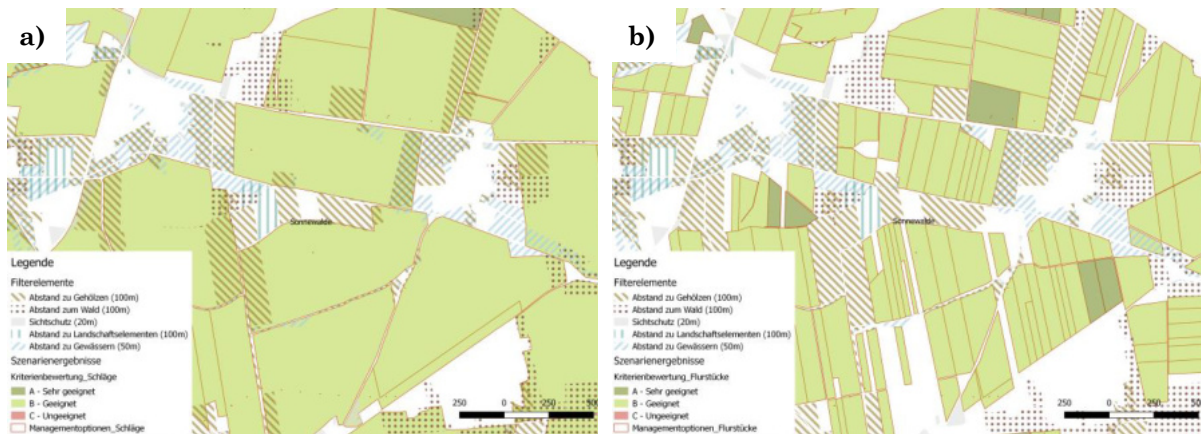 a)
Sonnewalde
Legende
Filterelemente
Abstand zu Gehölzen (100m)
Abstand zum Wald (100m)
Sichtschutz (20m)
Abstand zu Landschaftselementen (100m)
Abstand zu Gewässern (50m)
Szenarienergebnisse
Kriterienbewertung_Schläge
A - Sehr geeignet
B - Geeignet
C - Ungeeignet
Managementoptionen_Schläge
250 0 250 50
b)
Sonnewalde
Legende
Filterelemente
Abstand zu Gehölzen (100m)
Abstand zum Wald (100m)
Sichtschutz (20m)
Abstand zu Landschaftselementen (100m)
Abstand zu Gewässern (50m)
Szenarienergebnisse
Kriterienbewertung_Flurstücke
A - Sehr geeignet
B - Geeignet
C - Ungeeignet
Managementoptionen_Flurstücke
250 0 250 50